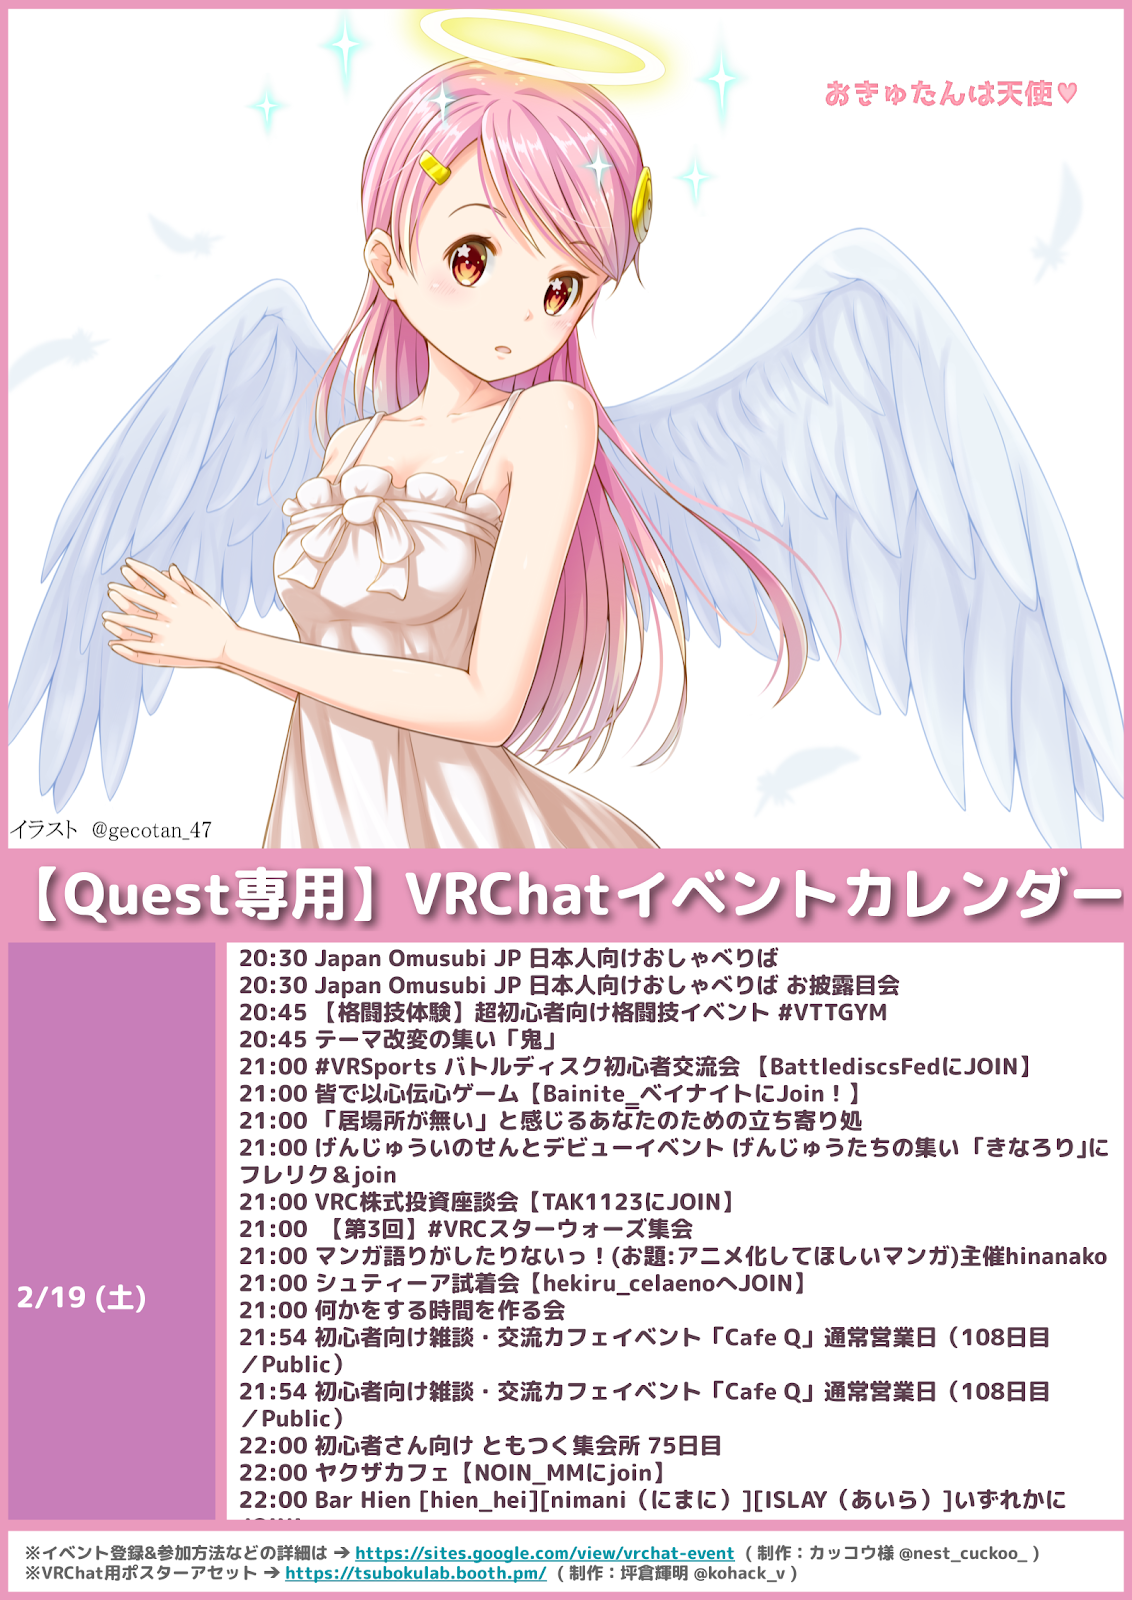 おきゅたんは天使♡
イラスト @gecotan_47
【Quest専用】VRChatイベントカレンダー
2/19 (土)
20:30 Japan Omusubi JP 日本人向けおしゃべりば
20:30 Japan Omusubi JP 日本人向けおしゃべりば お披露目会
20:45 【格闘技体験】超初心者向け格闘技イベント #VTTGYM
20:45 テーマ改変の集い「鬼」
21:00 #VRSports バトルディスク初心者交流会 【BattlediscsFedにJOIN】
21:00 皆で以心伝心ゲーム【Bainite_ベイナイトにJoin！】
21:00 「居場所が無い」と感じるあなたのための立ち寄り処
21:00 げんじゅういのせんとデビューイベント げんじゅうたちの集い「きなろり」に
フレリク＆join
21:00 VRC株式投資座談会【TAK1123にJOIN】
21:00 【第3回】#VRCスターウォーズ集会
21:00 マンガ語りがしたりないっ！(お題:アニメ化してほしいマンガ)主催hinanako
21:00 シュティーア試着会【hekiru_celaenoへJOIN】
21:00 何かをする時間を作る会
21:54 初心者向け雑談・交流カフェイベント「Cafe Q」通常営業日（108日目
／Public）
21:54 初心者向け雑談・交流カフェイベント「Cafe Q」通常営業日（108日目
／Public）
22:00 初心者さん向け ともつく集会所 75日目
22:00 ヤクザカフェ【NOIN_MMにjoin】
22:00 Bar Hien [hien_hei][nimani（にまに）][ISLAY（あいら）]いずれかに
※イベント登録&参加方法などの詳細は ➔ https://sites.google.com/view/vrchat-event ( 制作：カッコウ様 @nest_cuckoo_ )
※VRChat用ポスターアセット ➔ https://tsubokulab.booth.pm/ ( 制作：坪倉輝明 @kohack_v )